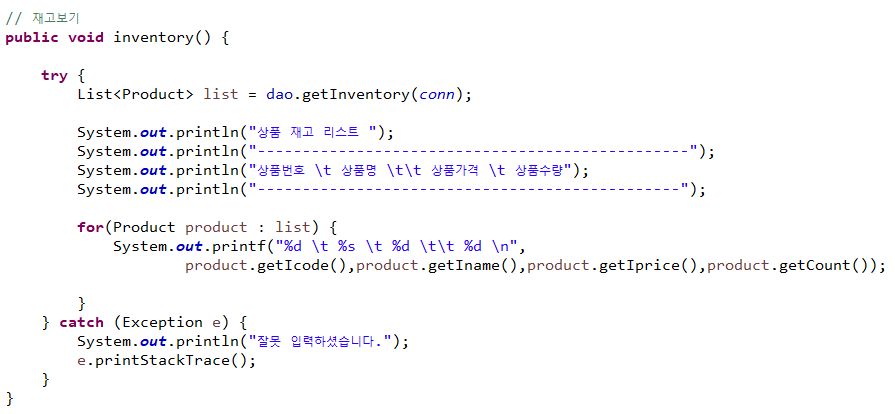 // 재고보기
public void inventory() {
try {
List<Product> list = dao.getInventory(conn);
System.out.println("상품 재고 리스트 ");
System.out.println("------------------------------------------------");
System.out.println("상품번호 \t 상품명 \t\t 상품가격 \t 상품수량");
System.out.println("-----------------------------------------------");
for(Product product : list) {
System.out.printf("%d \t %s \t %d \t\t %d \n",
product.getIcode(),product.getIname(),product.getIprice(),product.getCount());
}
} catch (Exception e) {
System.out.println("잘못 입력하셨습니다.");
e.printStackTrace();
}
}